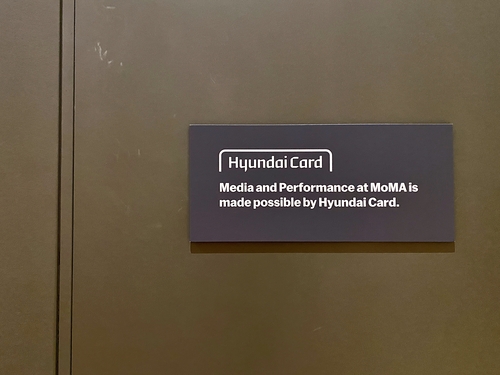 Hyundai Card
Media and Performance at MoMA is
made possible by Hyundai Card.